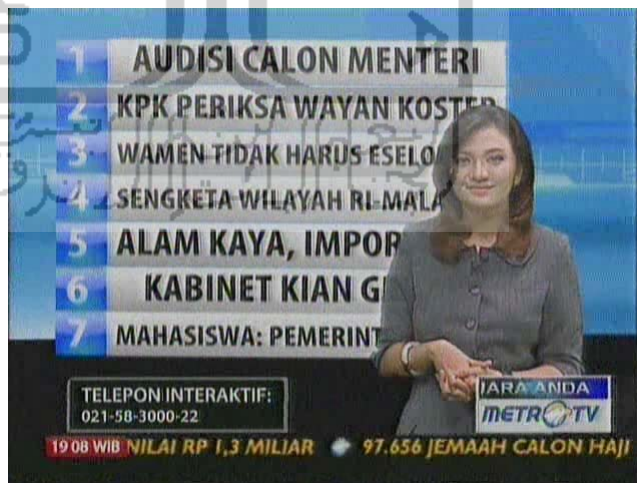 1 AUDISI CALON MENTERI
2 KPK PERIKSA WAYAN KOSTER
3 WAMEN TIDAK HARUS ESELO
4 SENGKETA WILAYAH RI-MALA
5 ALAM KAYA, IMPOR
6 KABINET KIAN G
7 MAHASISWA: PEMERINT
TELEPON INTERAKTIF:
021-58-3000-22
IARA ANDA
METRO TV
19 08 WIB NILAI RP 1,3 MILIAR 97.656 JEMAAH CALON HAJI